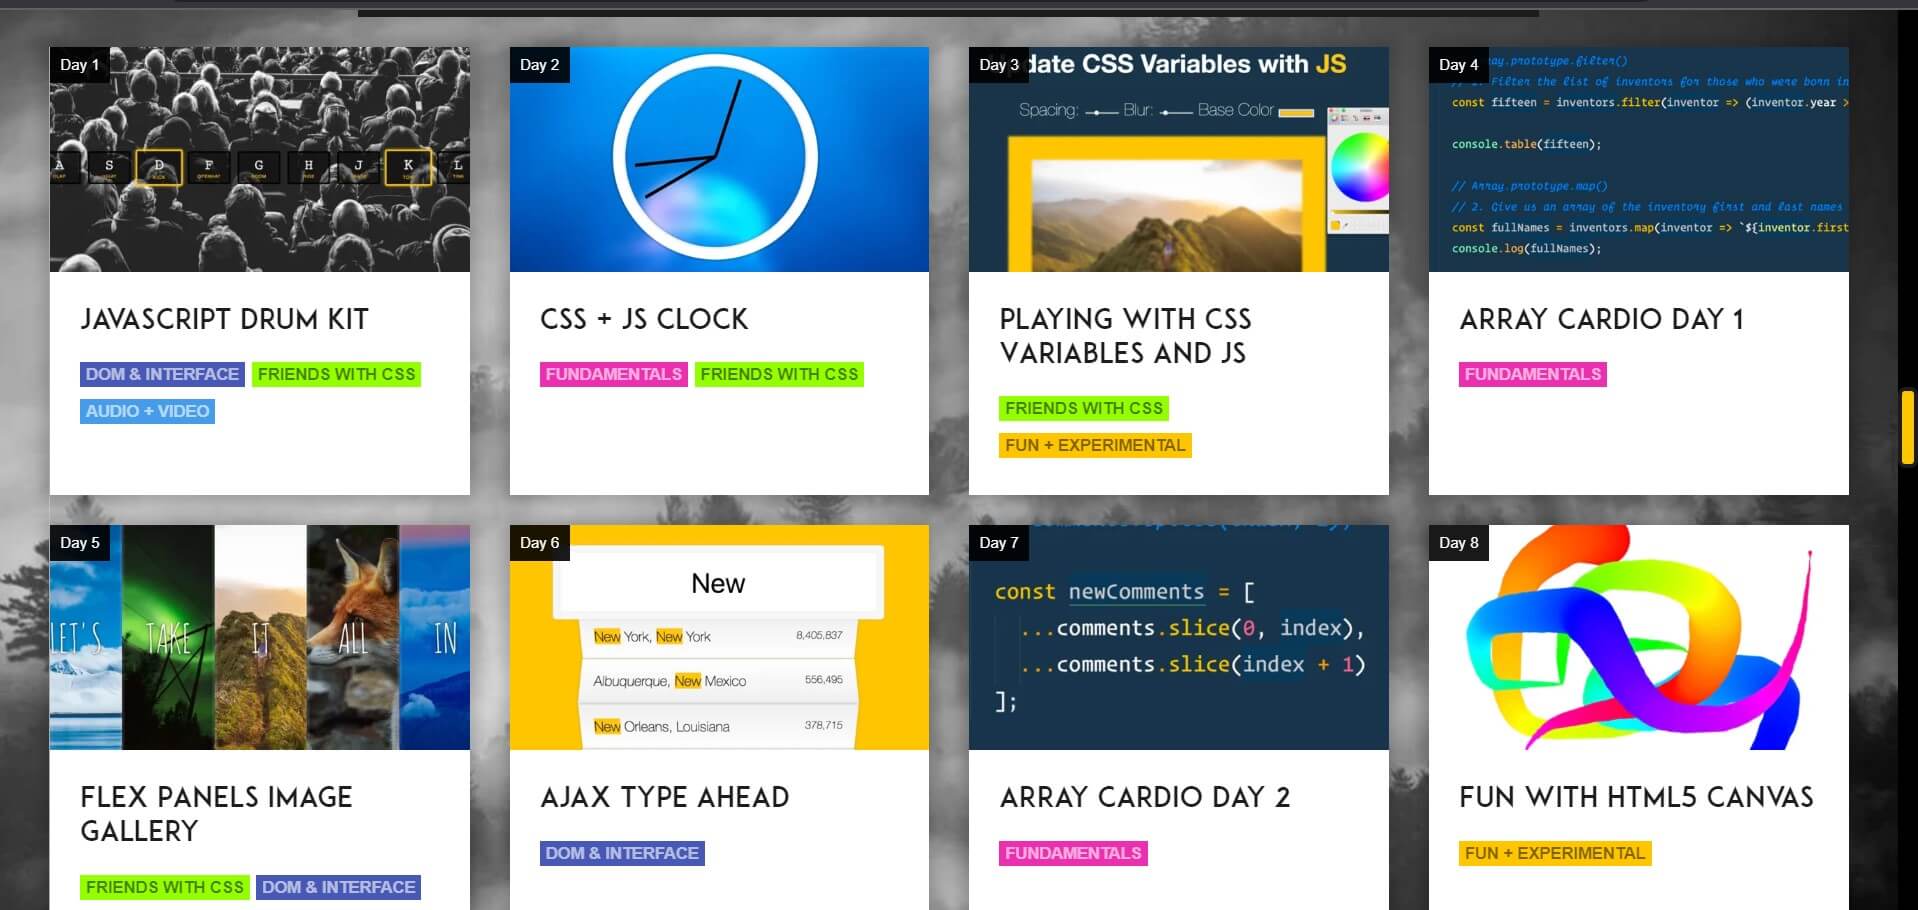 Day 1
A S D F G H J K L
JAVASCRIPT DRUM KIT
DOM & INTERFACE FRIENDS WITH CSS
AUDIO + VIDEO
Day 2
CSS + JS CLOCK
FUNDAMENTALS FRIENDS WITH CSS
Day 3
date CSS Variables with JS
Spacing: Blur: Base Color
PLAYING WITH CSS
VARIABLES AND JS
FRIENDS WITH CSS
FUN + EXPERIMENTAL
Day 4
ray.prototype.filter()
// 1. Filter the list of inventors for those who were born in
const fifteen = inventors.filter(inventor => (inventor.year >
console.table(fifteen);
// Array.prototype.map()
// 2. Give us an array of the inventory first and last names
const fullNames = inventors.map(inventor => `${inventor.first
console.log(fullNames);
ARRAY CARDIO DAY 1
FUNDAMENTALS
Day 5
LET'S TAKE IT ALL IN
FLEX PANELS IMAGE
GALLERY
FRIENDS WITH CSS DOM & INTERFACE
Day 6
New
New York, New York 8,405,837
Albuquerque, New Mexico 556,495
New Orleans, Louisiana 378,715
AJAX TYPE AHEAD
DOM & INTERFACE
Day 7
const newComments = [
...comments.slice(0, index),
...comments.slice(index + 1)
];
ARRAY CARDIO DAY 2
FUNDAMENTALS
Day 8
FUN WITH HTML5 CANVAS
FUN + EXPERIMENTAL